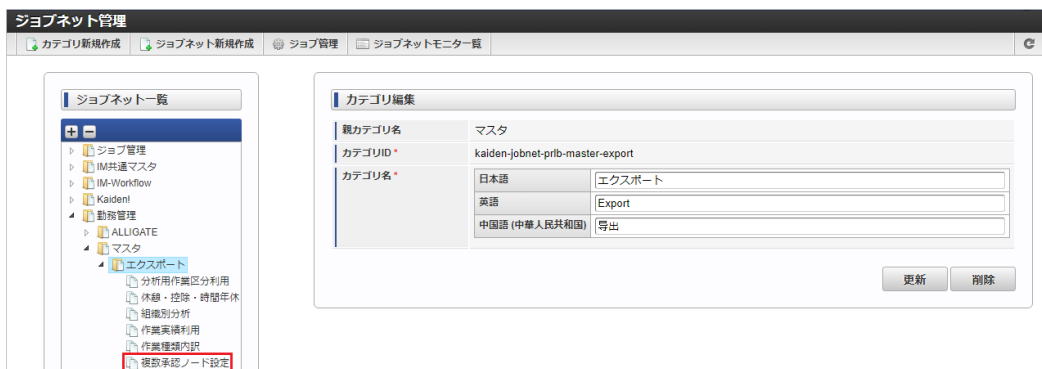 ジョブネット管理
カテゴリ新規作成 ジョブネット新規作成 ジョブ管理 ジョブネットモニタ一覧
ジョブネット一覧
ジョブ管理
IM共通マスタ
IM-Workflow
Kaiden!
勤務管理
ALLIGATE
マスタ
エクスポート
分析用作業区分利用
休憩・控除・時間年休
組織別分析
作業実績利用
作業種類内訳
複数承認ノード設定
カテゴリ編集
親カテゴリ名 マスタ
カテゴリID * kaiden-jobnet-prlb-master-export
カテゴリ名 * 日本語 エクスポート
英語 Export
中国語 (中華人民共和国) 导出
更新 削除